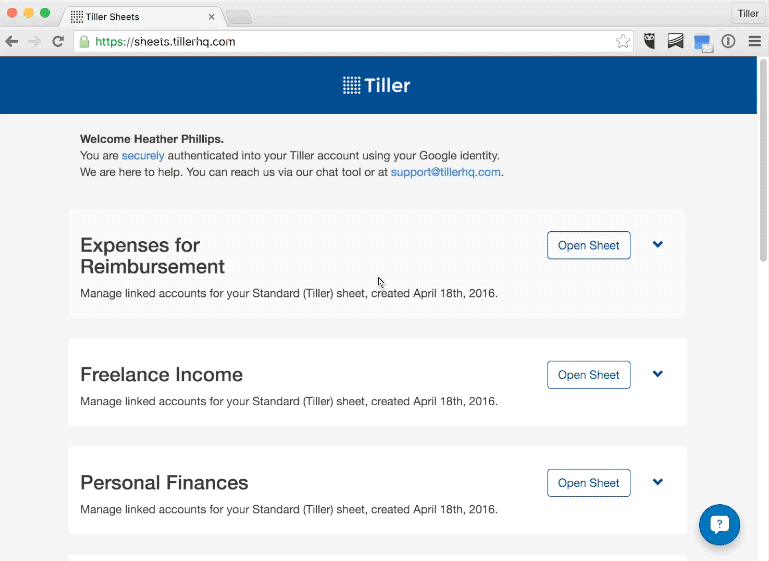 Tiller Sheets
Tiller
https://sheets.tillerhq.com
Tiller
Welcome Heather Phillips.
You are securely authenticated into your Tiller account using your Google identity.
We are here to help. You can reach us via our chat tool or at support@tillerhq.com.
Expenses for
Reimbursement
Open Sheet
Manage linked accounts for your Standard (Tiller) sheet, created April 18th, 2016.
Freelance Income
Open Sheet
Manage linked accounts for your Standard (Tiller) sheet, created April 18th, 2016.
Personal Finances
Open Sheet
Manage linked accounts for your Standard (Tiller) sheet, created April 18th, 2016.